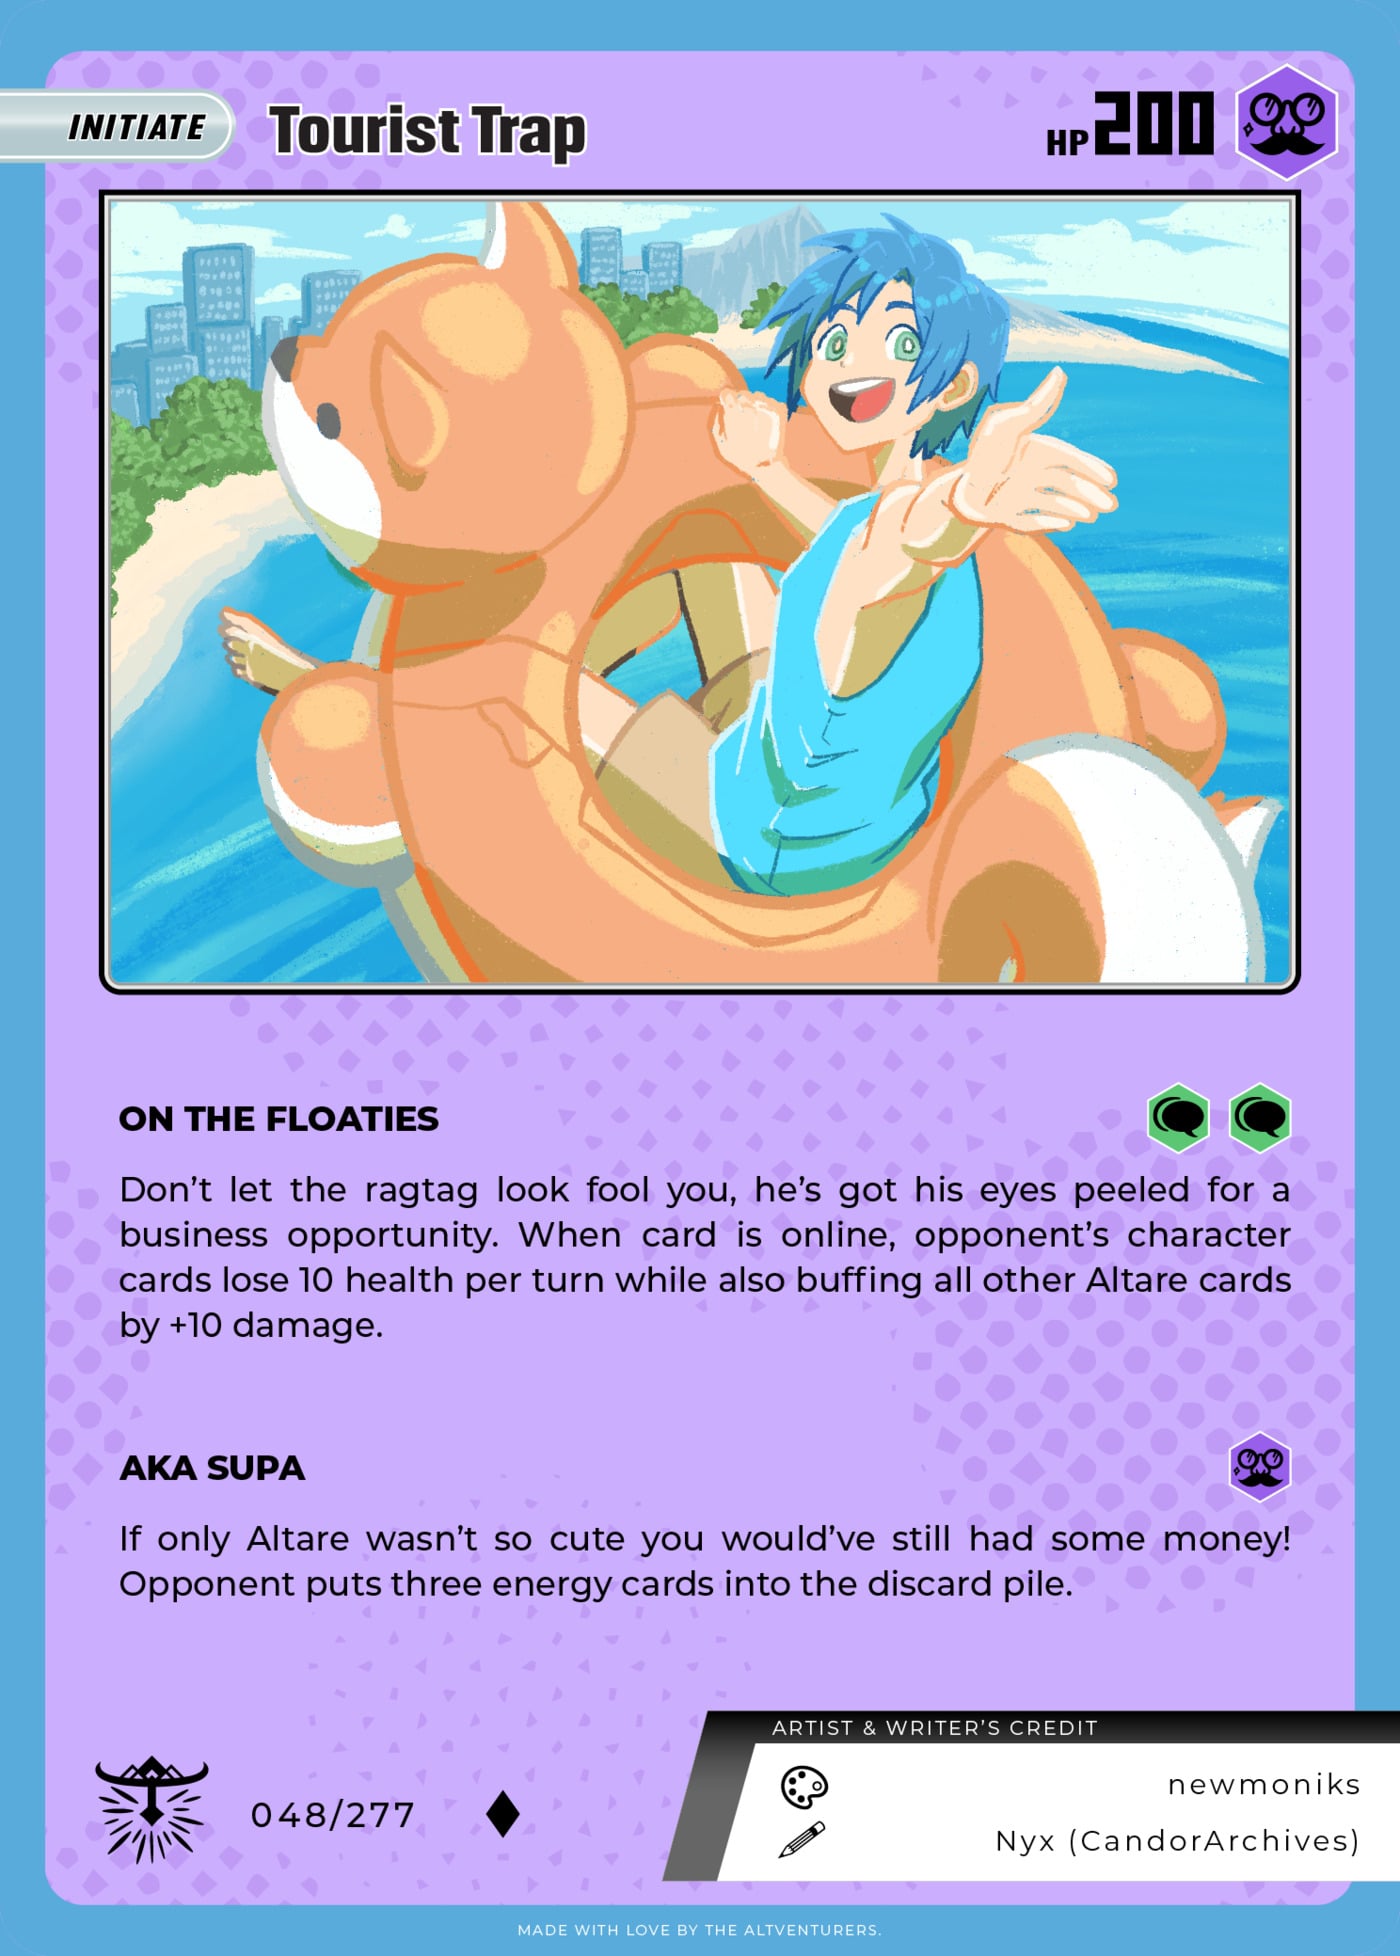 INITIATE
Tourist Trap
HP 200
ON THE FLOATIES
Don’t let the ragtag look fool you, he’s got his eyes peeled for a
business opportunity. When card is online, opponent’s character
cards lose 10 health per turn while also buffing all other Altare cards
by +10 damage.
AKA SUPA
If only Altare wasn’t so cute you would’ve still had some money!
Opponent puts three energy cards into the discard pile.
ARTIST & WRITER’S CREDIT
newmoniks
048/277
Nyx (CandorArchives)
MADE WITH LOVE BY THE ALTVENTURERS.